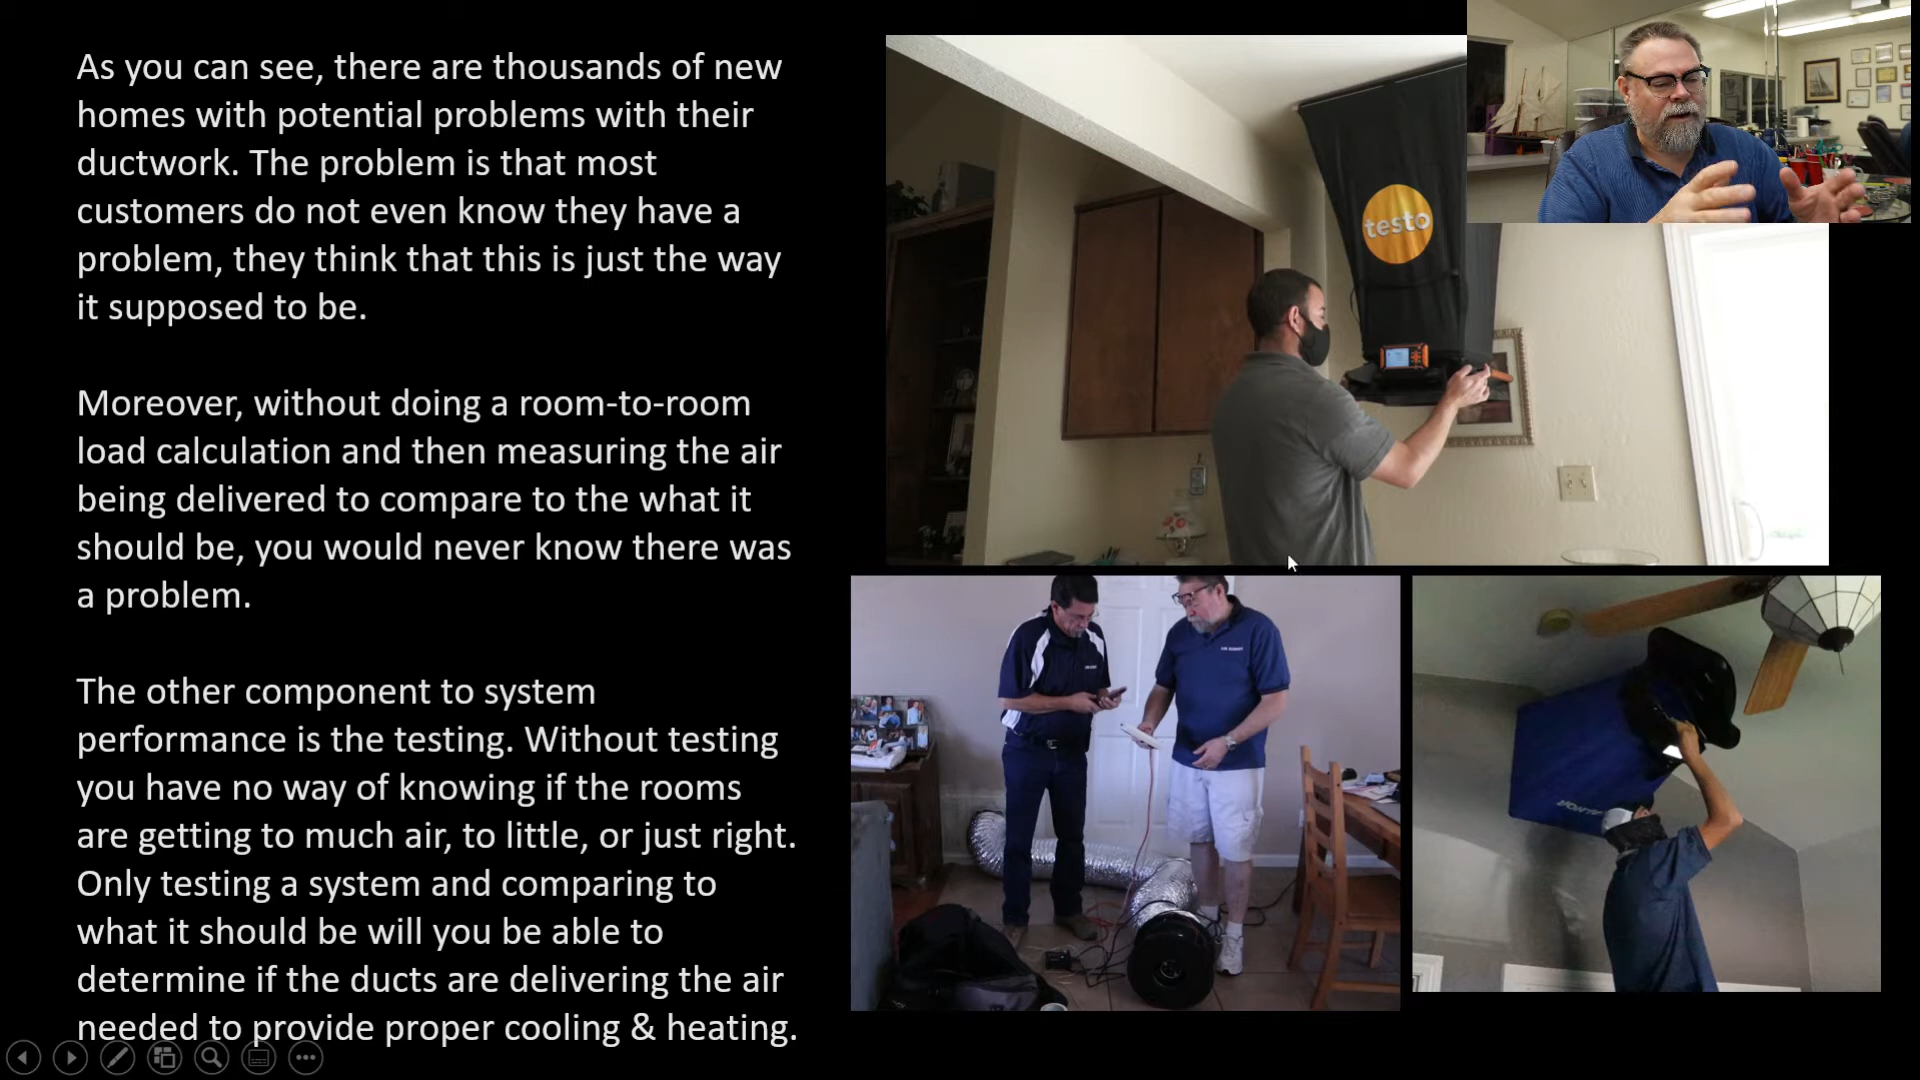 As you can see, there are thousands of new
homes with potential problems with their
ductwork. The problem is that most
customers do not even know they have a
problem, they think that this is just the way
it supposed to be.
Moreover, without doing a room-to-room
load calculation and then measuring the air
being delivered to compare to the what it
should be, you would never know there was
a problem.
The other component to system
performance is the testing. Without testing
you have no way of knowing if the rooms
are getting to much air, to little, or just right.
Only testing a system and comparing to
what it should be will you be able to
determine if the ducts are delivering the air
needed to provide proper cooling & heating.
testo